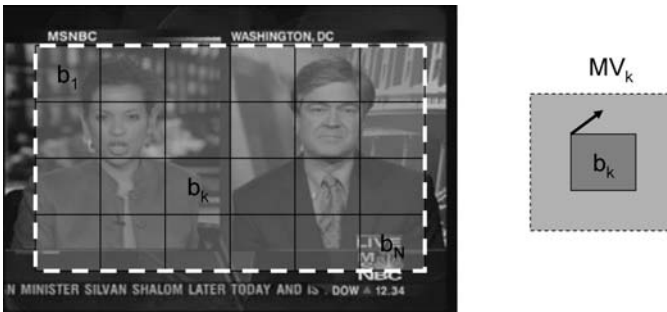 MSNBC
WASHINGTON, DC
b1
bk
bN
LIVE
NBC
N MINISTER SILVAN SHALOM LATER TODAY AND IS . DOW ▲ 12.34
MVk
bk